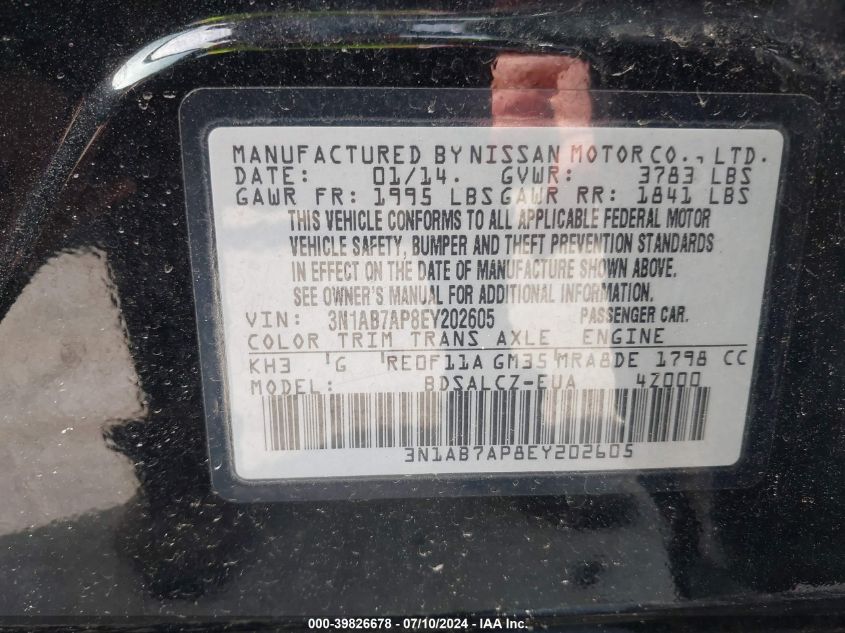 MANUFACTURED BY NISSAN MOTOR CO., LTD.
DATE: 01/14. GVWR: 3783 LBS
GAWR FR: 1995 LBS GAWR RR: 1841 LBS
THIS VEHICLE CONFORMS TO ALL APPLICABLE FEDERAL MOTOR
VEHICLE SAFETY, BUMPER AND THEFT PREVENTION STANDARDS
IN EFFECT ON THE DATE OF MANUFACTURE SHOWN ABOVE.
SEE OWNER'S MANUAL FOR ADDITIONAL INFORMATION.
VIN: 3N1AB7AP8EY202605 PASSENGER CAR.
COLOR TRIM TRANS AXLE ENGINE
KH3 G RE0F11A GM35 MRA8DE 1798 CC
MODEL: BDSALCZ-EUA 4Z000
3N1AB7AP8EY202605
000-39826678 - 07/10/2024 - IAA Inc.